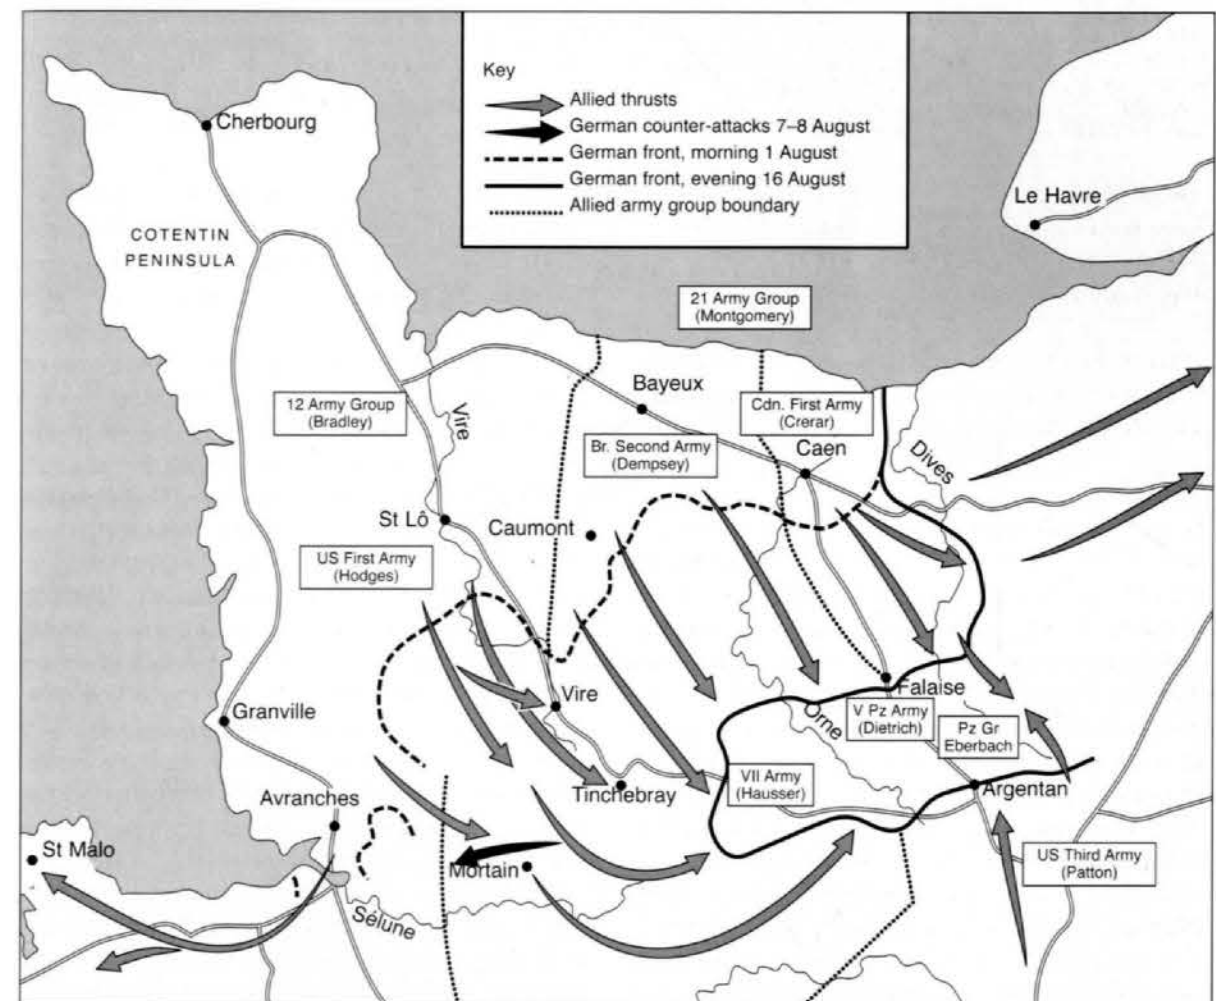 Key
Allied thrusts
German counter-attacks 7–8 August
German front, morning 1 August
German front, evening 16 August
Allied army group boundary
Cherbourg
Le Havre
COTENTIN
PENINSULA
21 Army Group
(Montgomery)
Bayeux
12 Army Group
(Bradley)
Vire
Cdn. First Army
(Crerar)
Br. Second Army
(Dempsey)
Caen
Dives
St Lô
Caumont
US First Army
(Hodges)
Vire
Falaise
Granville
Orne
V Pz Army
(Dietrich)
Pz Gr
Eberbach
VII Army
(Hausser)
Tinchebray
Argentan
Avranches
St Malo
Mortain
US Third Army
(Patton)
Sélune